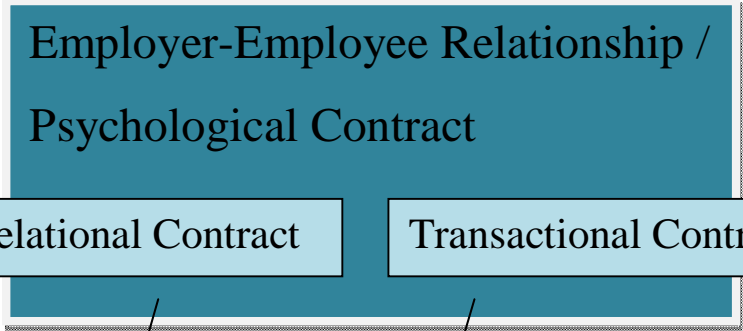 Employer-Employee Relationship /
Psychological Contract
elational Contract
Transactional Contr